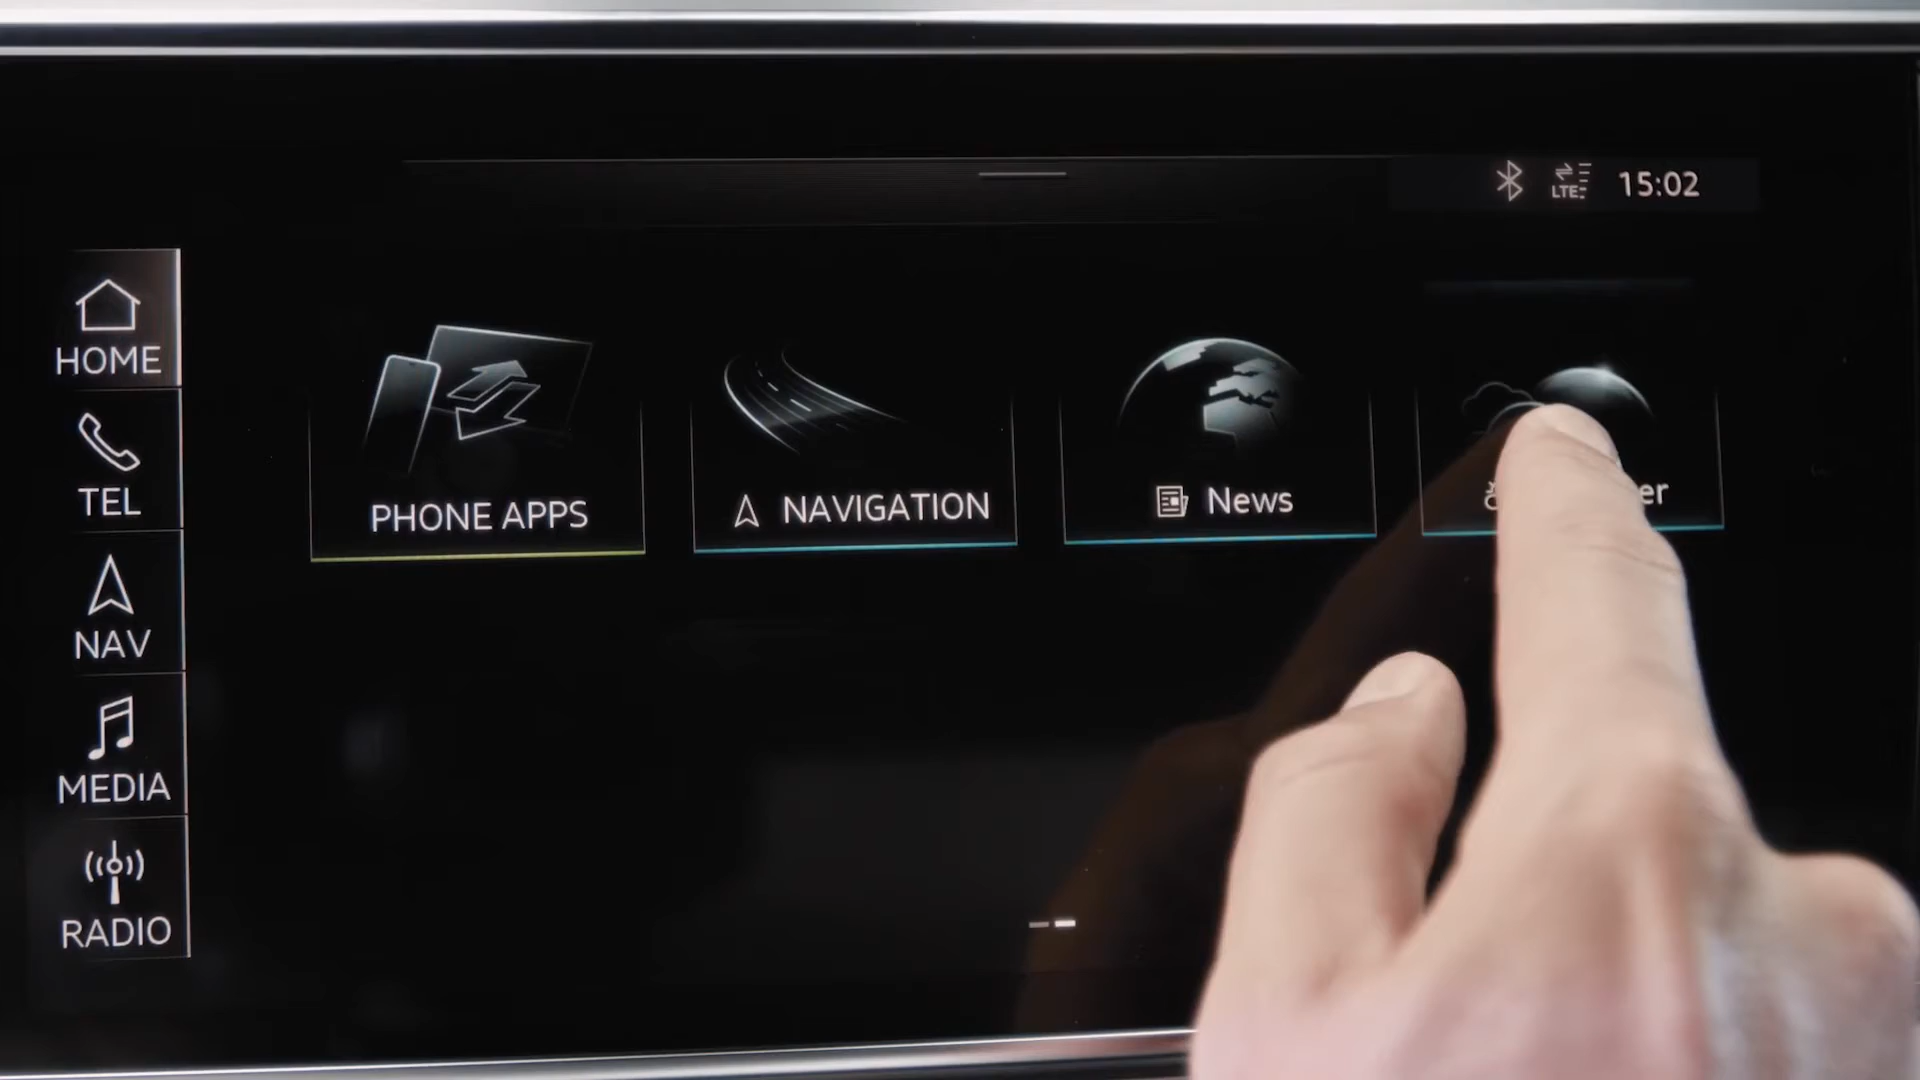 LTE 15:02
HOME
TEL
NAV
MEDIA
RADIO
PHONE APPS
NAVIGATION
News